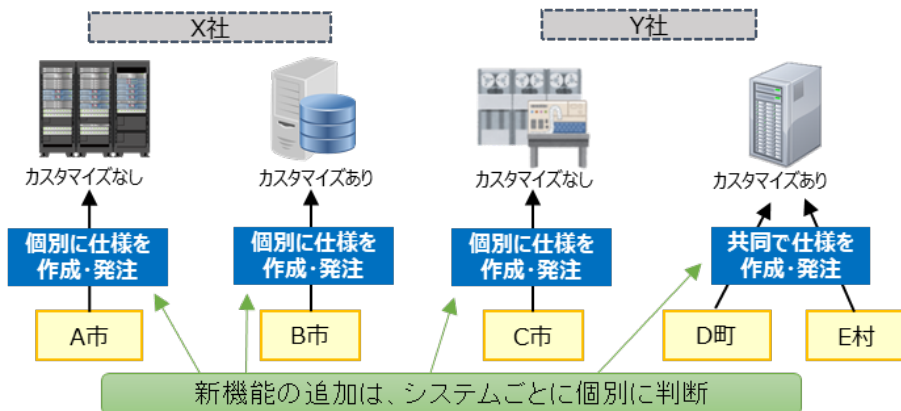 X社
Y社
カスタマイズなし
カスタマイズあり
カスタマイズなし
カスタマイズあり
個別に仕様を
作成・発注
個別に仕様を
作成・発注
個別に仕様を
作成・発注
共同で仕様を
作成・発注
A市
B市
C市
D町
E村
新機能の追加は、システムごとに個別に判断